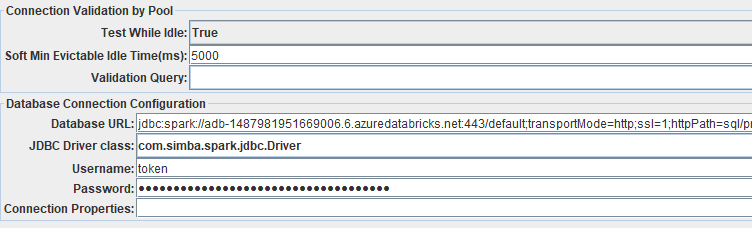 Connection Validation by Pool
Test While Idle: True
Soft Min Evictable Idle Time(ms): 5000
Validation Query:
Database Connection Configuration
Database URL: jdbc:spark://adb-1487981951669006.6.azuredatabricks.net:443/default;transportMode=http;ssl=1;httpPath=sql/pr
JDBC Driver class: com.simba.spark.jdbc.Driver
Username: token
Password: ●●●●●●●●●●●●●●●●●●●●●●●●●●●●●●●●●●●●
Connection Properties: